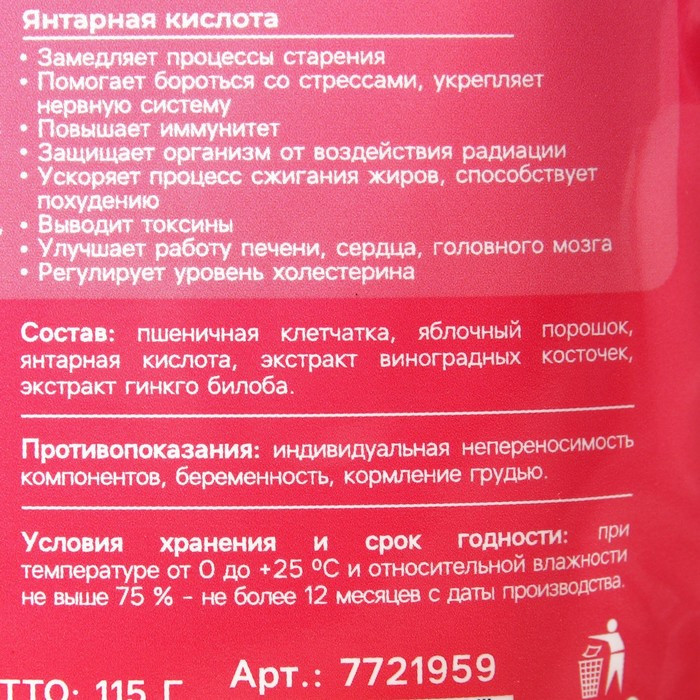 Янтарная кислота
• Замедляет процессы старения
• Помогает бороться со стрессами, укрепляет
нервную систему
• Повышает иммунитет
• Защищает организм от воздействия радиации
• Ускоряет процесс сжигания жиров, способствует
похудению
• Выводит токсины
• Улучшает работу печени, сердца, головного мозга
• Регулирует уровень холестерина
Состав: пшеничная клетчатка, яблочный порошок,
янтарная кислота, экстракт виноградных косточек,
экстракт гинкго билоба.
Противопоказания: индивидуальная непереносимость
компонентов, беременность, кормление грудью.
Условия хранения и срок годности: при
температуре от 0 до +25 ºС и относительной влажности
не выше 75 % - не более 12 месяцев с даты производства.
ТТО: 115 г Арт.: 7721959